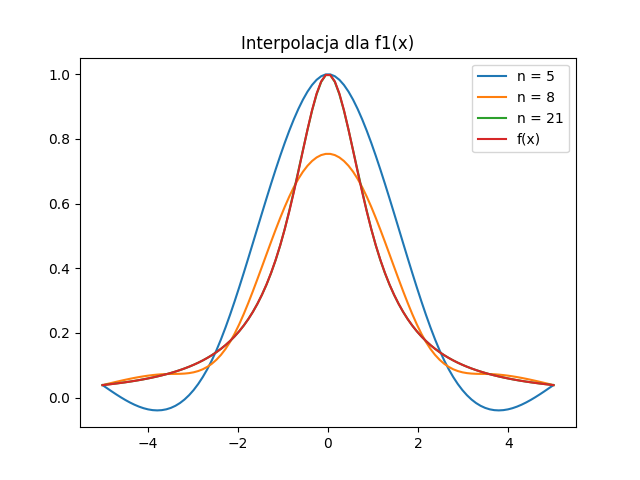 Interpolacja dla f1(x)
n = 5
n = 8
n = 21
f(x)
1.0
0.8
0.6
0.4
0.2
0.0
−4
−2
0
2
4